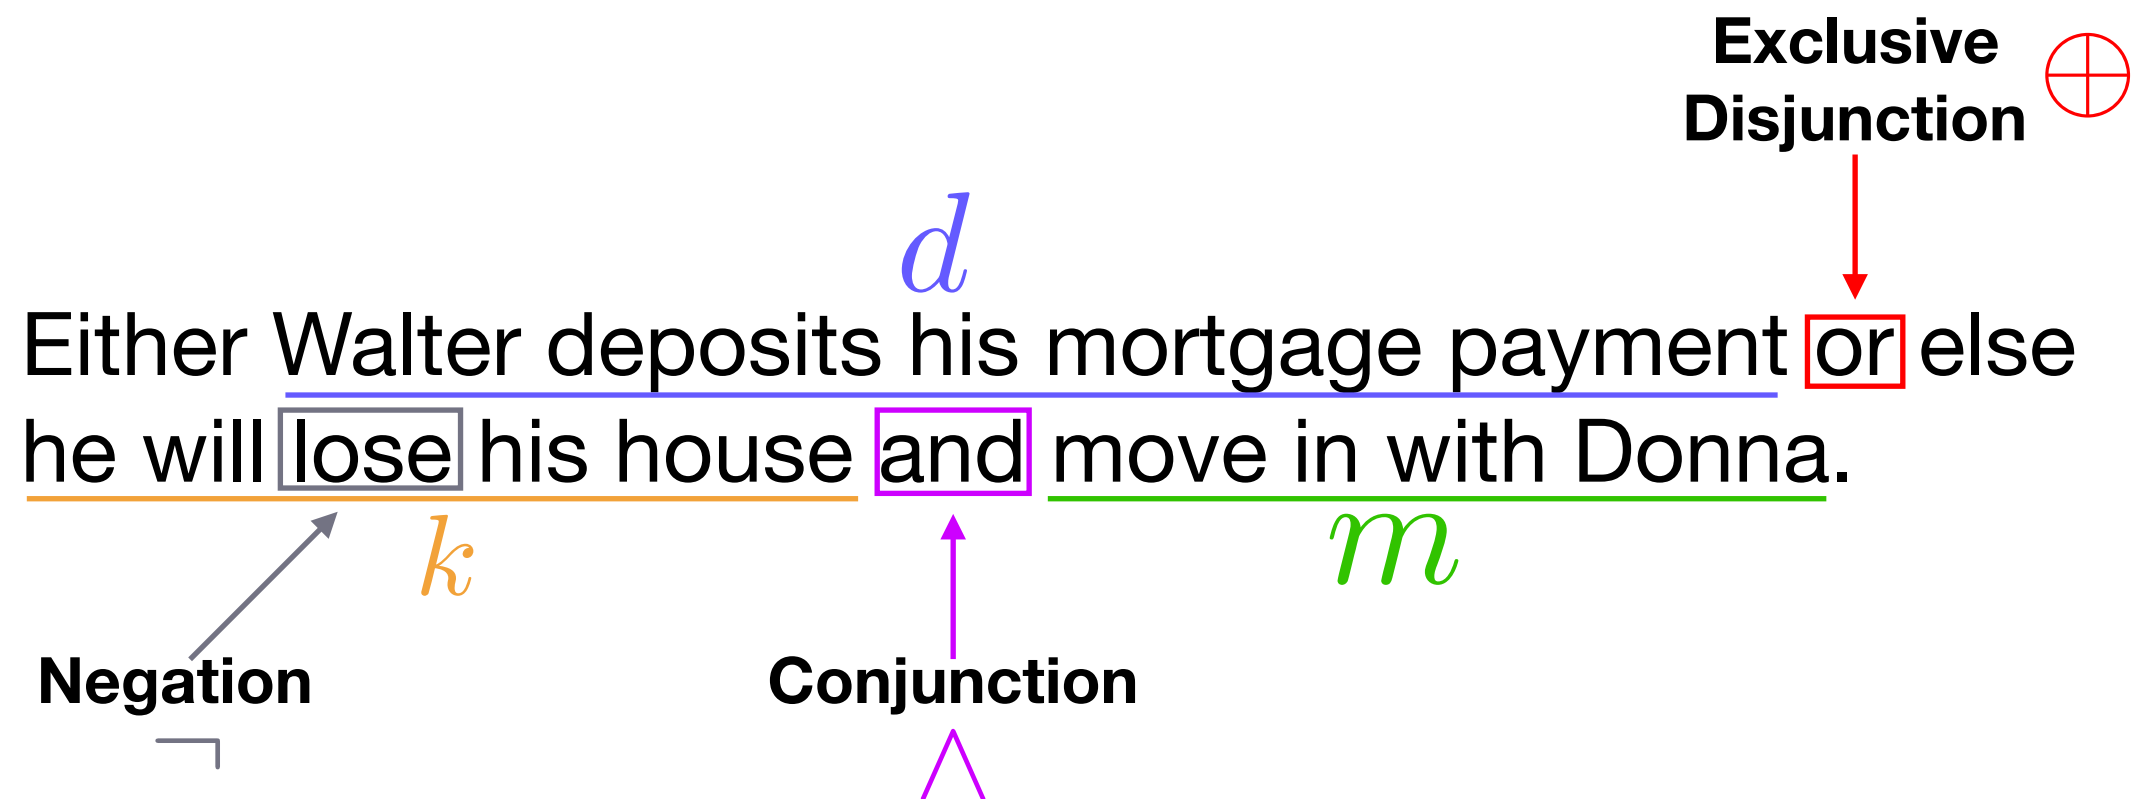 Exclusive
Disjunction ⊕
d
Either Walter deposits his mortgage payment or else
he will lose his house and move in with Donna.
k m
Negation Conjunction
¬ ∧